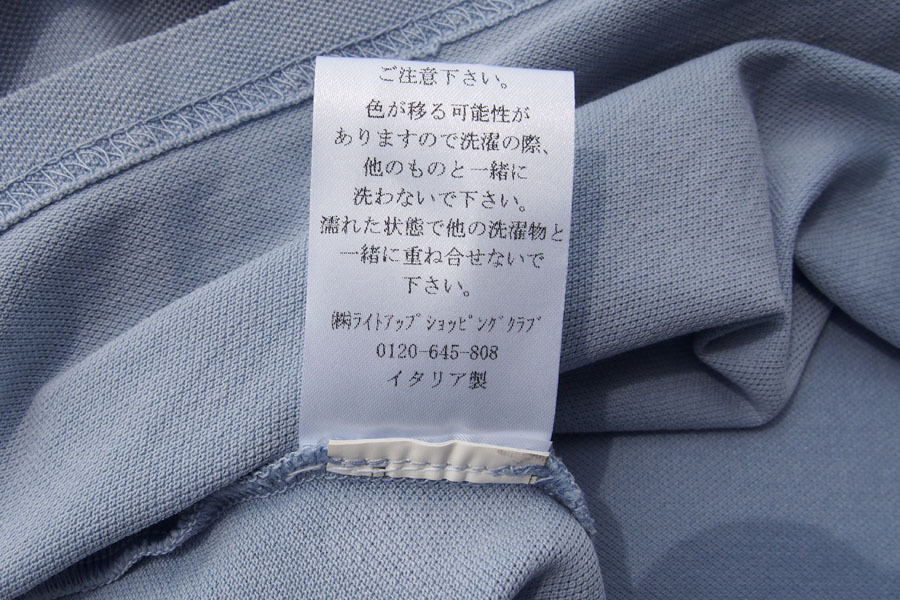 ご注意下さい。
色が移る可能性が
ありますので洗濯の際、
他のものと一緒に
洗わないで下さい。
濡れた状態で他の洗濯物と
一緒に重ね合せないで
下さい。
㈱ﾗｲﾄｱｯﾌﾟｼｮｯﾋﾟﾝｸﾞｸﾗﾌﾞ
0120-645-808
イタリア製